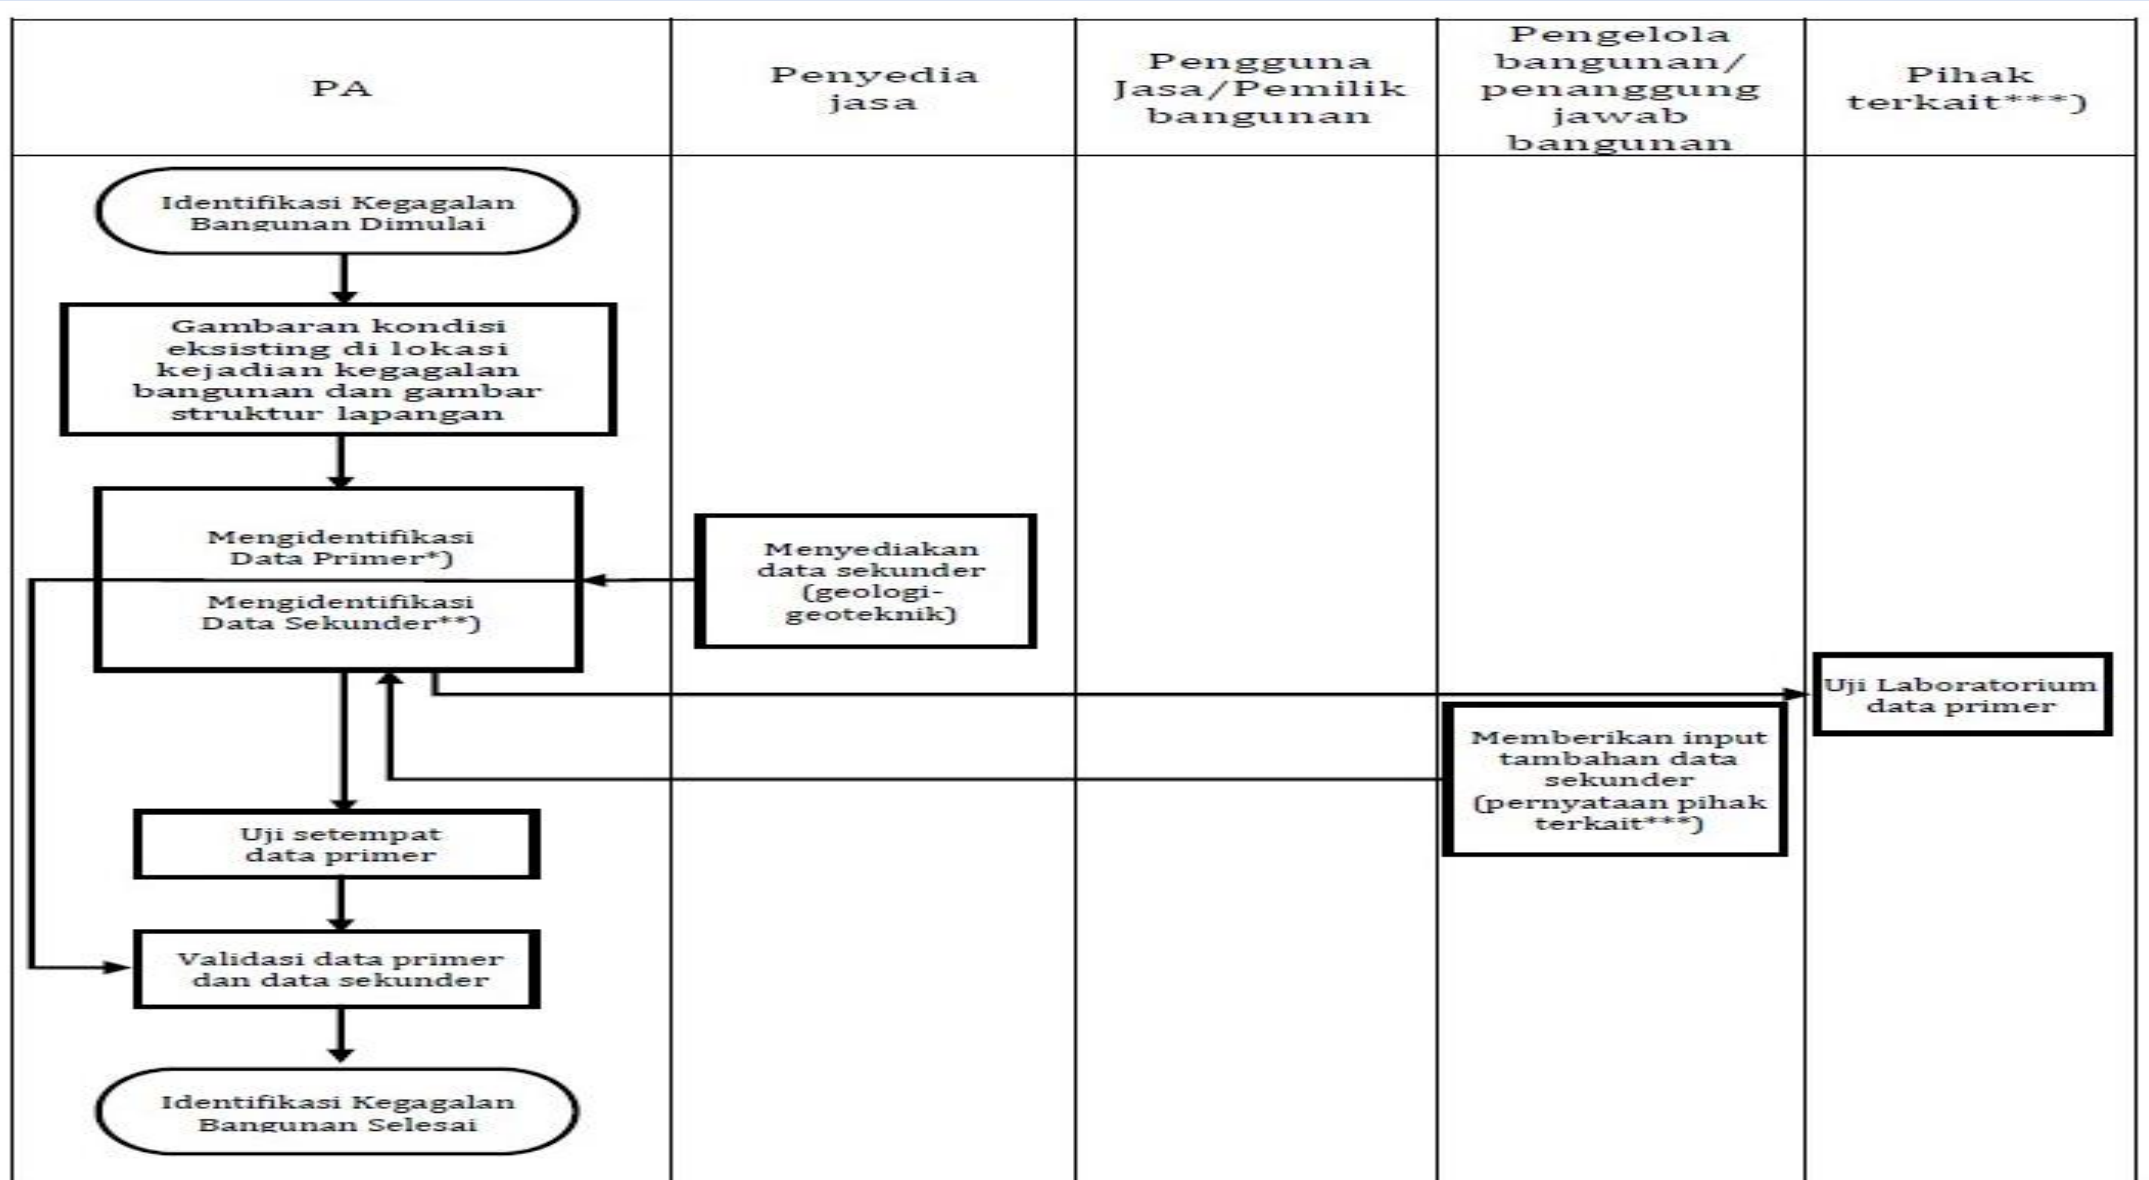 PA
Penyedia
jasa
Pengguna
Jasa/Pemilik
bangunan
Pengelola
bangunan/
penanggung
jawab
bangunan
Pihak
terkait***)
Identifikasi Kegagalan
Bangunan Dimulai
Gambaran kondisi
eksisting di lokasi
kejadian kegagalan
bangunan dan gambar
struktur lapangan
Mengidentifikasi
Data Primer*)
Mengidentifikasi
Data Sekunder**)
Menyediakan
data sekunder
(geologi-
geoteknik)
Uji Laboratorium
data primer
Memberikan input
tambahan data
sekunder
(pernyataan pihak
terkait***)
Uji setempat
data primer
Validasi data primer
dan data sekunder
Identifikasi Kegagalan
Bangunan Selesai